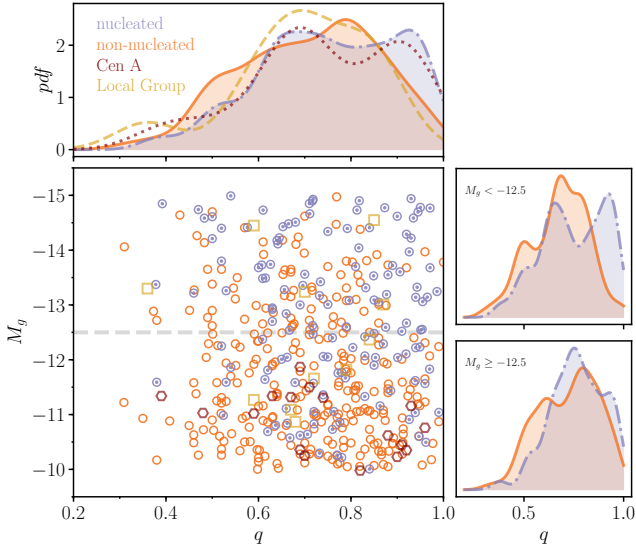 nucleated
non-nucleated
Cen A
Local Group
pdf
2
1
0
−15
−14
−13
−12
−11
−10
M_g
0.2
0.4
0.6
0.8
1.0
q
M_g < −12.5
M_g ≥ −12.5
0.5
1.0
q